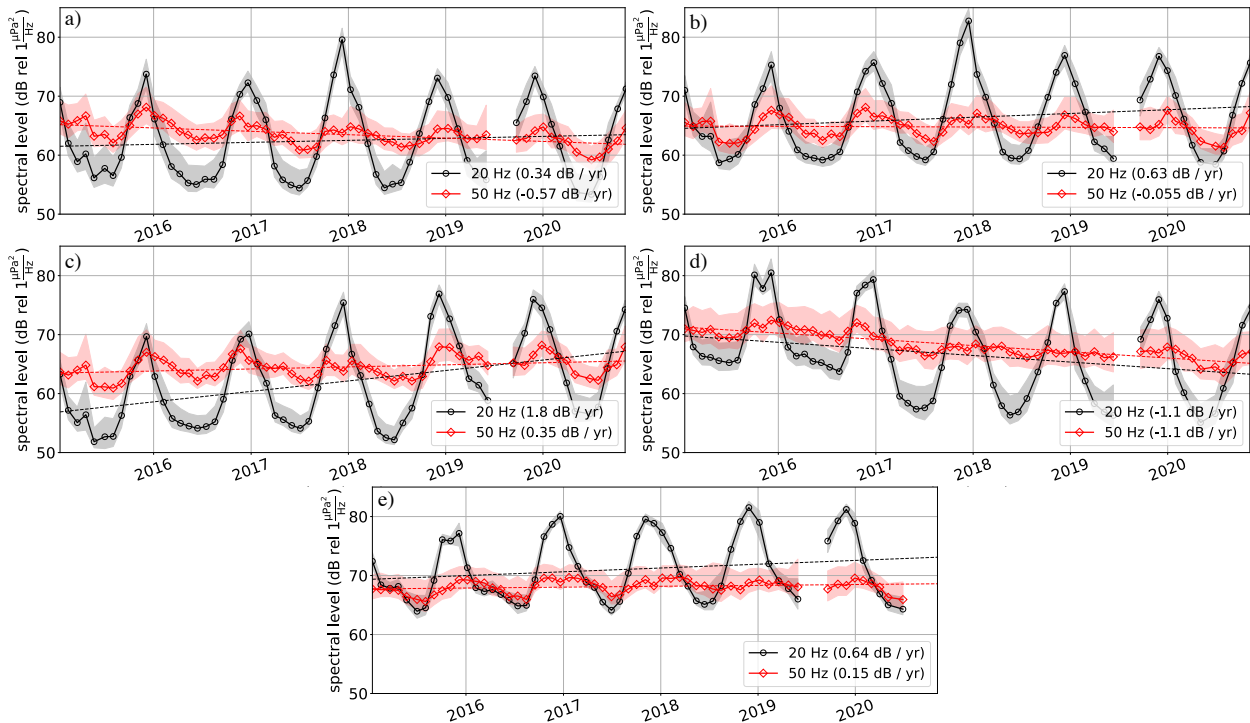 a)
spectral level (dB rel 1 μPa²/Hz)
80
70
60
50
20 Hz (0.34 dB / yr)
50 Hz (-0.57 dB / yr)
2016 2017 2018 2019 2020
b)
spectral level (dB rel 1 μPa²/Hz)
80
70
60
50
20 Hz (0.63 dB / yr)
50 Hz (-0.055 dB / yr)
2016 2017 2018 2019 2020
c)
spectral level (dB rel 1 μPa²/Hz)
80
70
60
50
20 Hz (1.8 dB / yr)
50 Hz (0.35 dB / yr)
2016 2017 2018 2019 2020
d)
spectral level (dB rel 1 μPa²/Hz)
80
70
60
50
20 Hz (-1.1 dB / yr)
50 Hz (-1.1 dB / yr)
2016 2017 2018 2019 2020
e)
spectral level (dB rel 1 μPa²/Hz)
80
70
60
50
20 Hz (0.64 dB / yr)
50 Hz (0.15 dB / yr)
2016 2017 2018 2019 2020